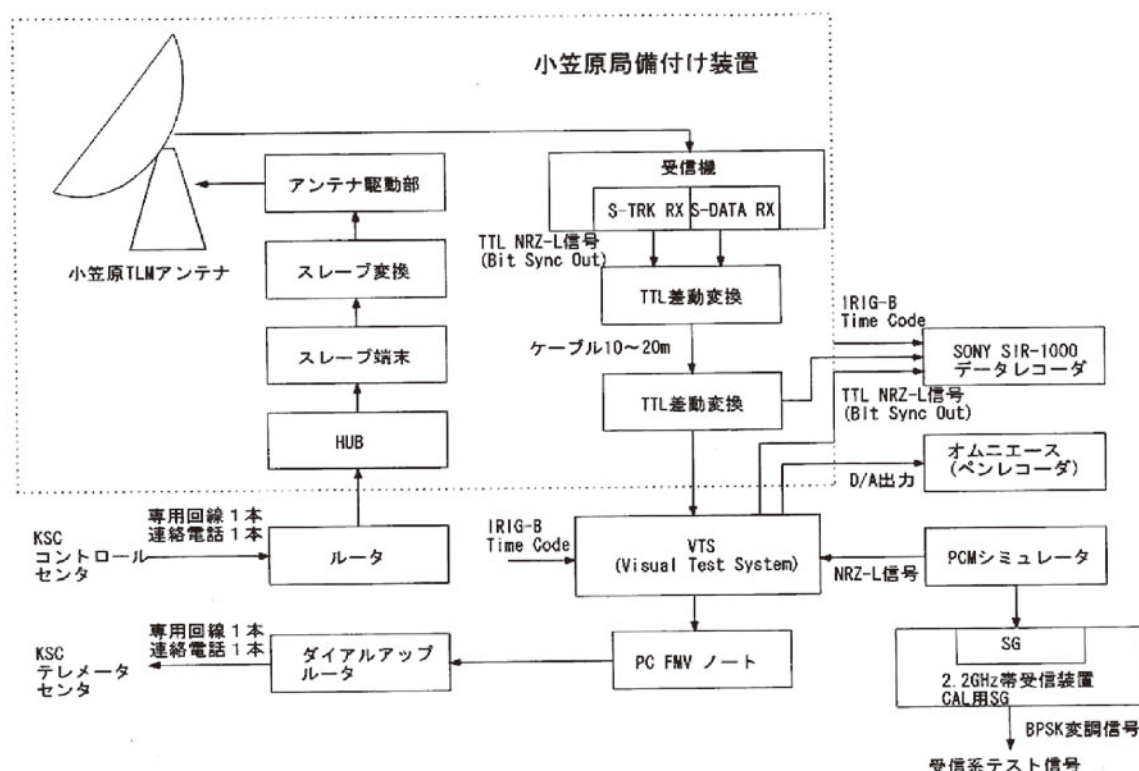 小笠原局備付け装置
受信機
アンテナ駆動部
S-TRK RX
S-DATA RX
TTL NRZ-L信号
(Bit Sync Out)
小笠原TLMアンテナ
スレーブ変換
TTL差動変換
IRIG-B
Time Code
ケーブル10～20m
スレーブ端末
SONY SIR-1000
データレコーダ
TTL差動変換
TTL NRZ-L信号
(Bit Sync Out)
HUB
オムニエース
(ペンレコーダ)
D/A出力
専用回線１本
連絡電話１本
KSC
コントロール
センタ
ルータ
IRIG-B
Time Code
VTS
(Visual Test System)
NRZ-L信号
PCMシミュレータ
専用回線１本
連絡電話１本
KSC
テレメータ
センタ
ダイアルアップ
ルータ
PC FMV ノート
SG
2.2GHz帯受信装置
CAL用SG
BPSK変調信号
受信系テスト信号